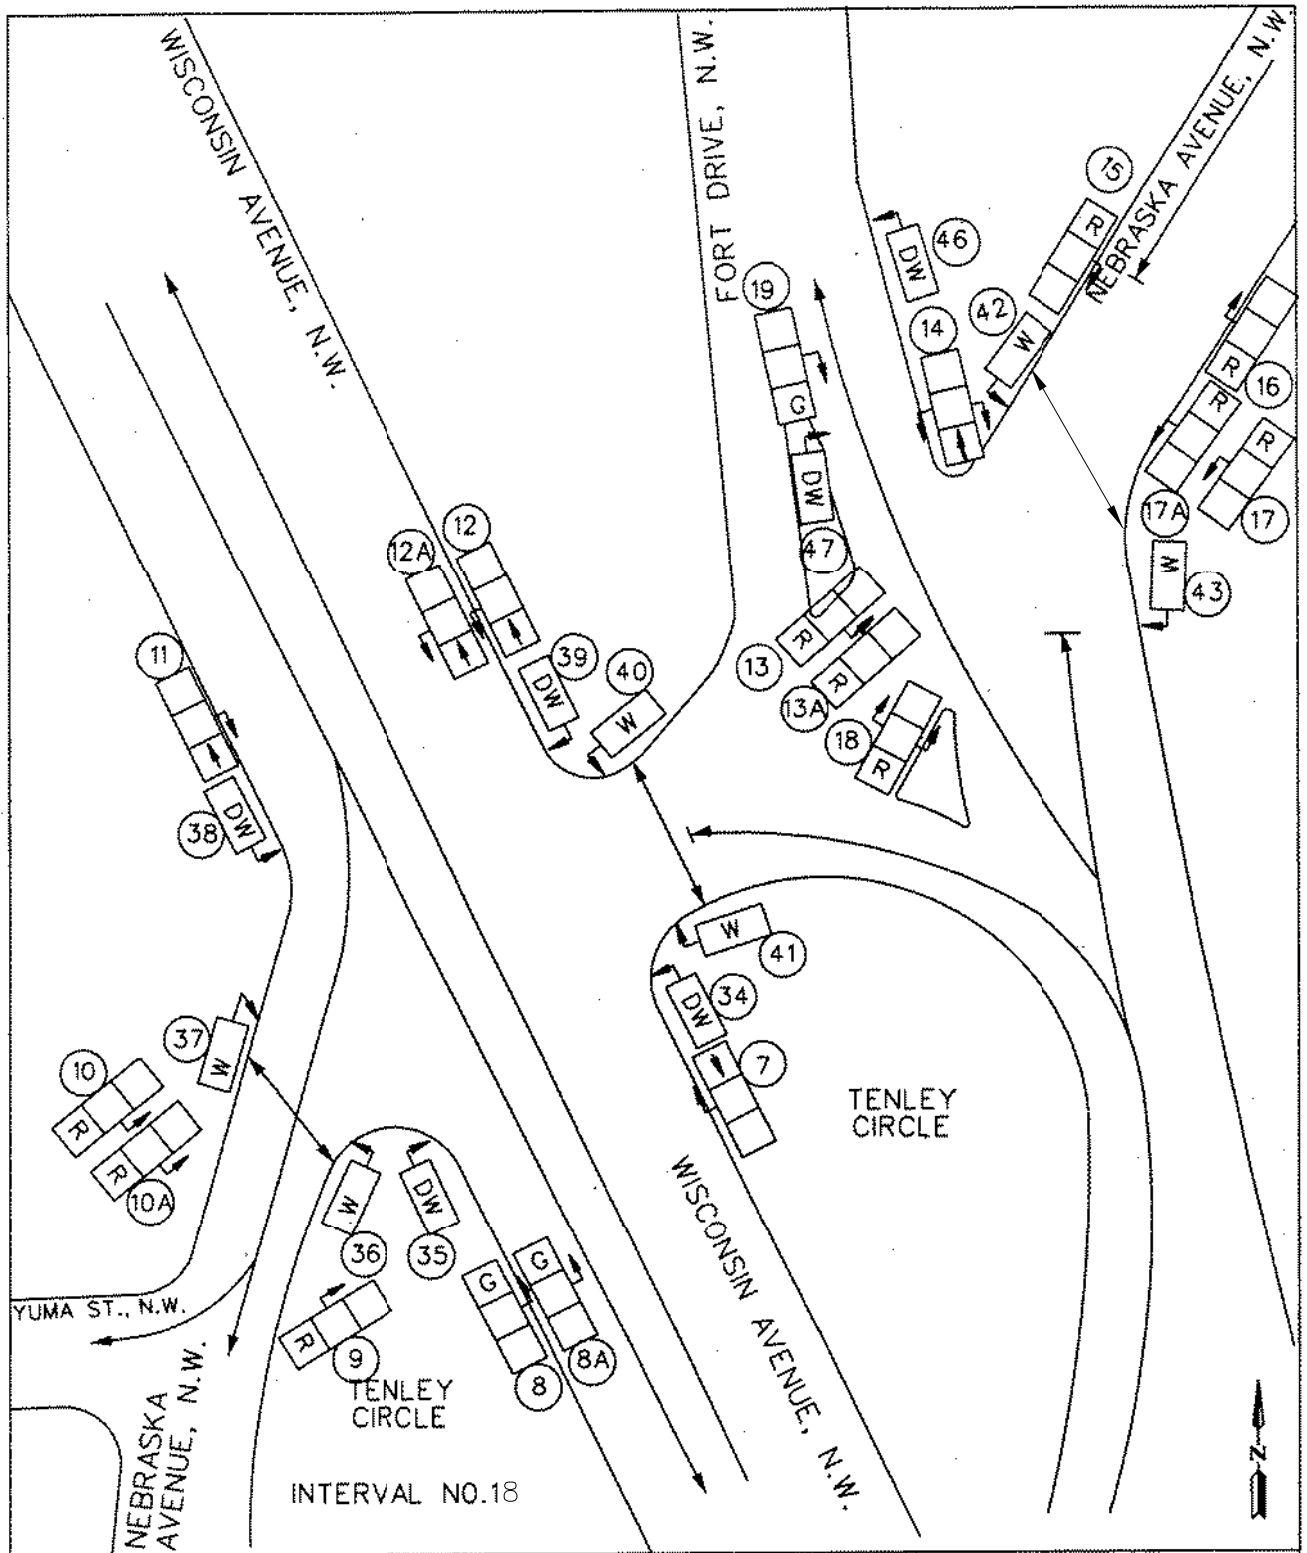 WISCONSIN AVENUE, N.W.
FORT DRIVE, N.W.
NEBRASKA AVENUE, N.W.
15
R
46
DW
19
G
42
W
14
16
R
R
17A
R
17
DW
47
W
43
12
12A
39
DW
40
W
R
13
R
13A
18
R
11
DW
38
W
41
DW
34
7
37
W
10
R
R
10A
TENLEY
CIRCLE
W
36
DW
35
G
8
G
8A
R
9
YUMA ST., N.W.
TENLEY
CIRCLE
WISCONSIN AVENUE, N.W.
NEBRASKA
AVENUE, N.W.
INTERVAL NO.18
N